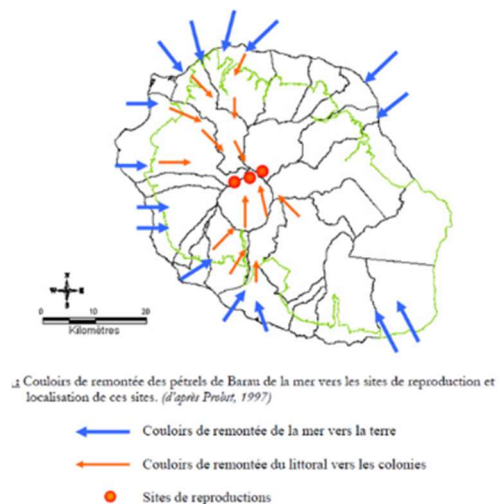 N
W E
S
0 10 20
Kilomètres
: Couloirs de remontée des pétrels de Barau de la mer vers les sites de reproduction et
localisation de ces sites. (d'après Probst, 1997)
Couloirs de remontée de la mer vers la terre
Couloirs de remontée du littoral vers les colonies
Sites de reproductions